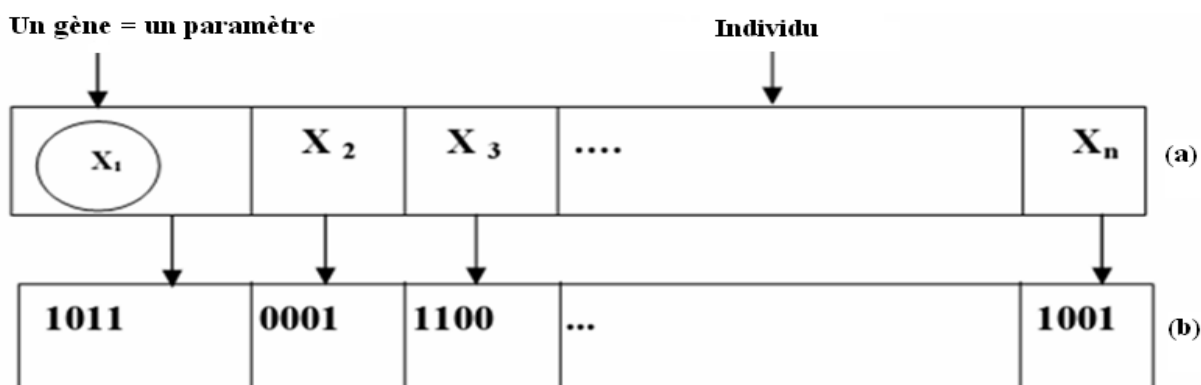 Un gène = un paramètre Individu
X₁ X 2 X 3 .... Xn (a)
1011 0001 1100 ... 1001 (b)